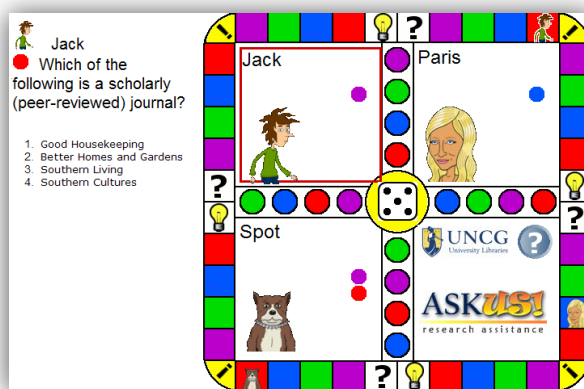 Jack
Which of the
following is a scholarly
(peer-reviewed) journal?
1. Good Housekeeping
2. Better Homes and Gardens
3. Southern Living
4. Southern Cultures
! ? !
Jack
Paris
? ?
Spot
UNCG ?
University Libraries
ASKUS!
research assistance
! ? !